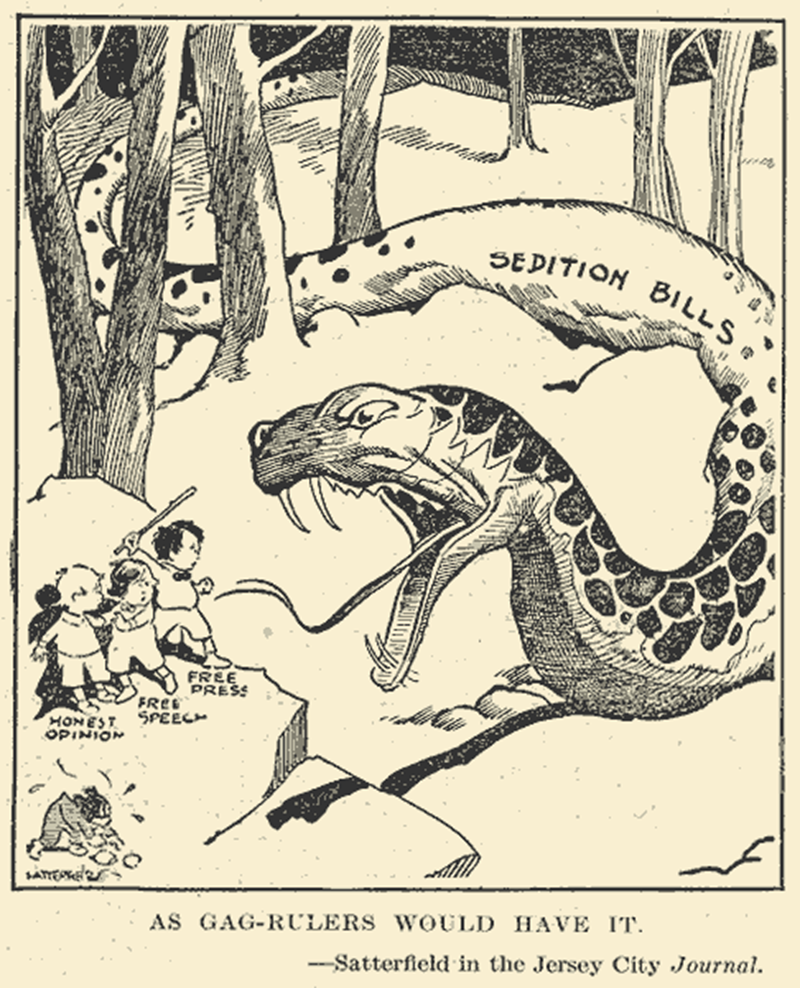 SEDITION BILLS
FREE
PRESS
FREE
SPEECH
HONEST
OPINION
SATTERFIELD
AS GAG-RULERS WOULD HAVE IT.
—Satterfield in the Jersey City Journal.